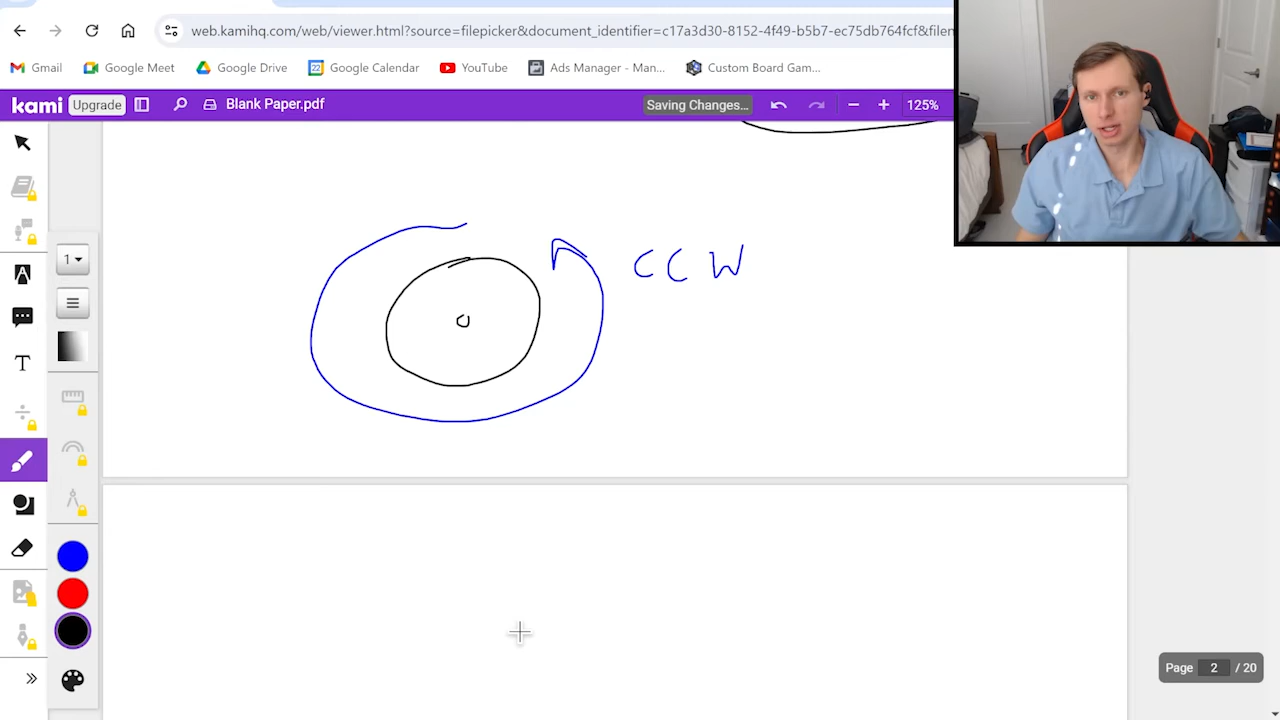 web.kamihq.com/web/viewer.html?source=filepicker&document_identifier=c17a3d30-8152-4f49-b5b7-ec75db764fcf&filen
Gmail
Google Meet
Google Drive
22
Google Calendar
YouTube
Ads Manager - Man...
Custom Board Gam...
kami
Upgrade
Blank Paper.pdf
Saving Changes...
125%
A
T
1
CCW
Page 2 / 20